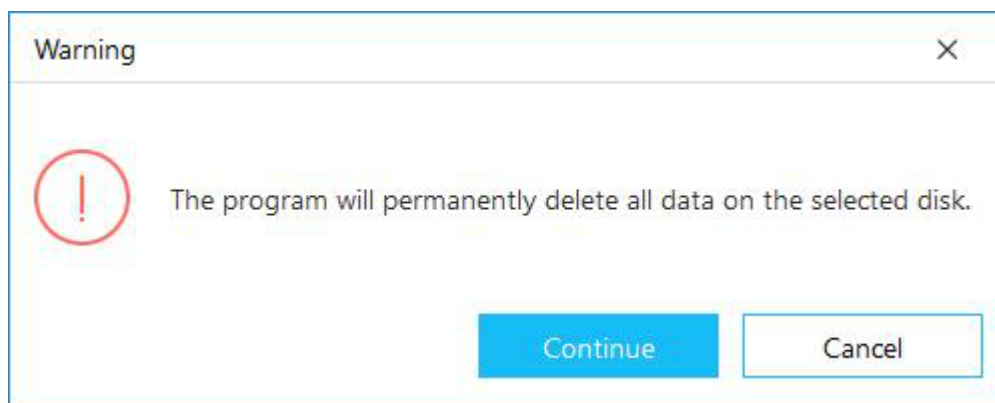 Warning
The program will permanently delete all data on the selected disk.
Continue Cancel